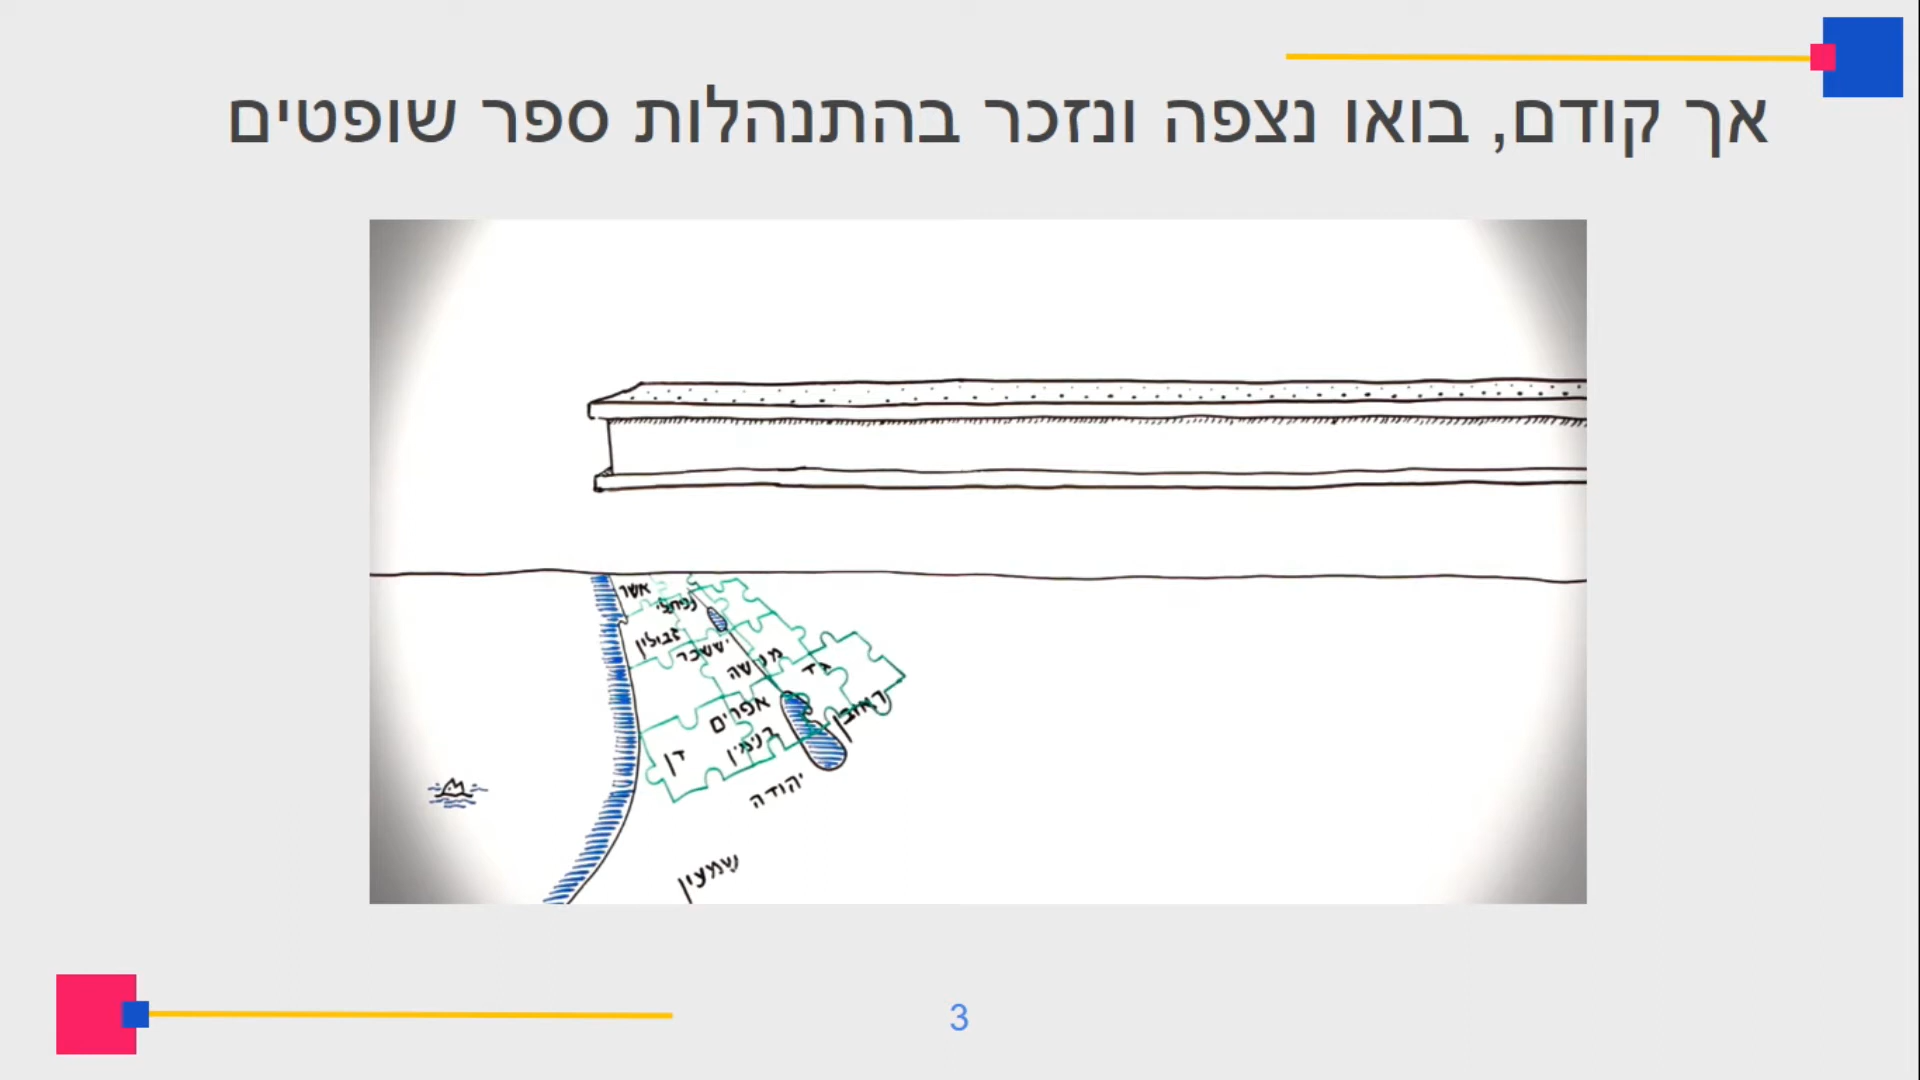 אך קודם, בואו נצפה ונזכר בהתנהלות ספר שופטים
אשר
נפתלי
זבולון
יששכר
מנשה
גד
ראובן
אפרים
בנימין
דן
יהודה
שמעון
3